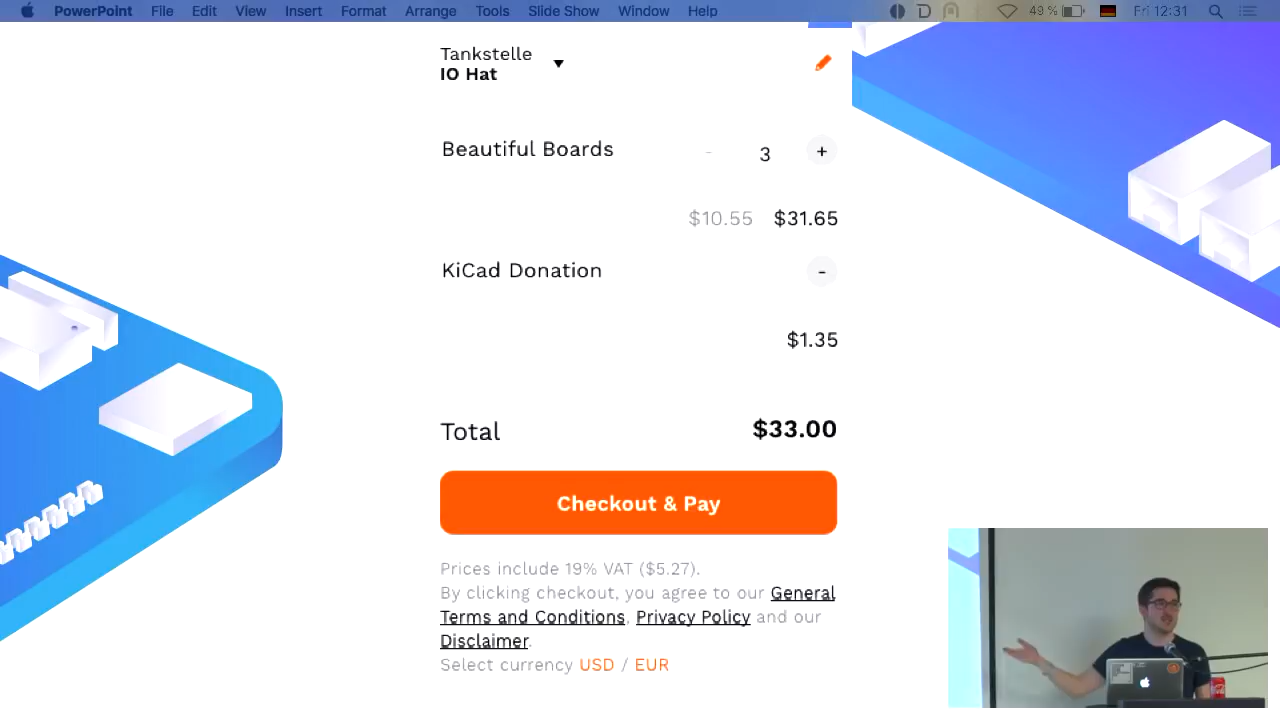 PowerPoint File Edit View Insert Format Arrange Tools Slide Show Window Help 49 % Fri 12:31
Tankstelle
IO Hat
Beautiful Boards - 3 +
$10.55 $31.65
KiCad Donation -
$1.35
Total $33.00
Checkout & Pay
Prices include 19% VAT ($5.27).
By clicking checkout, you agree to our General
Terms and Conditions, Privacy Policy and our
Disclaimer.
Select currency USD / EUR